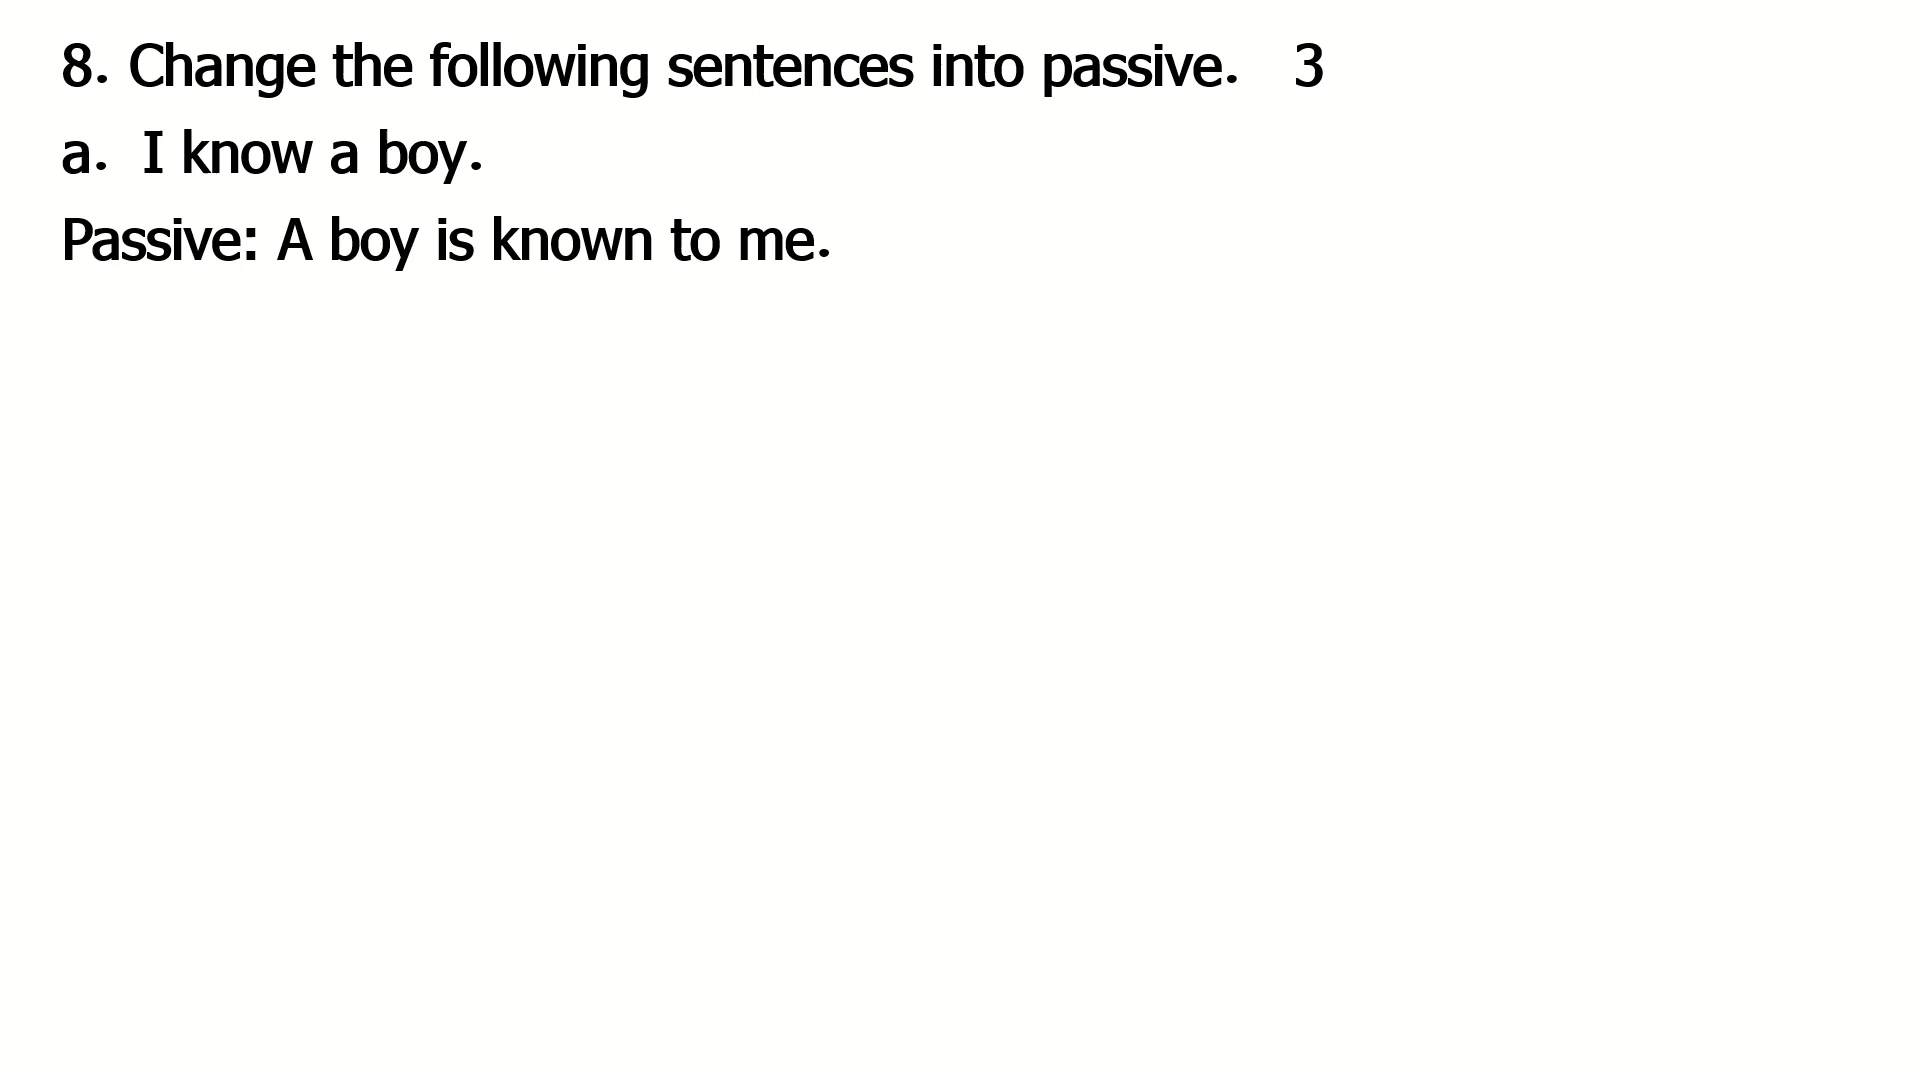 8. Change the following sentences into passive. 3
a. I know a boy.
Passive: A boy is known to me.